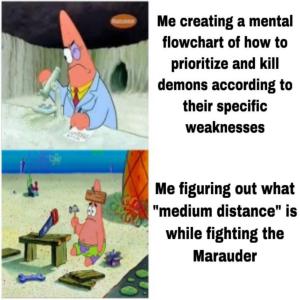 Me creating a mental
flowchart of how to
prioritize and kill
demons according to
their specific
weaknesses
Me figuring out what
"medium distance" is
while fighting the
Marauder